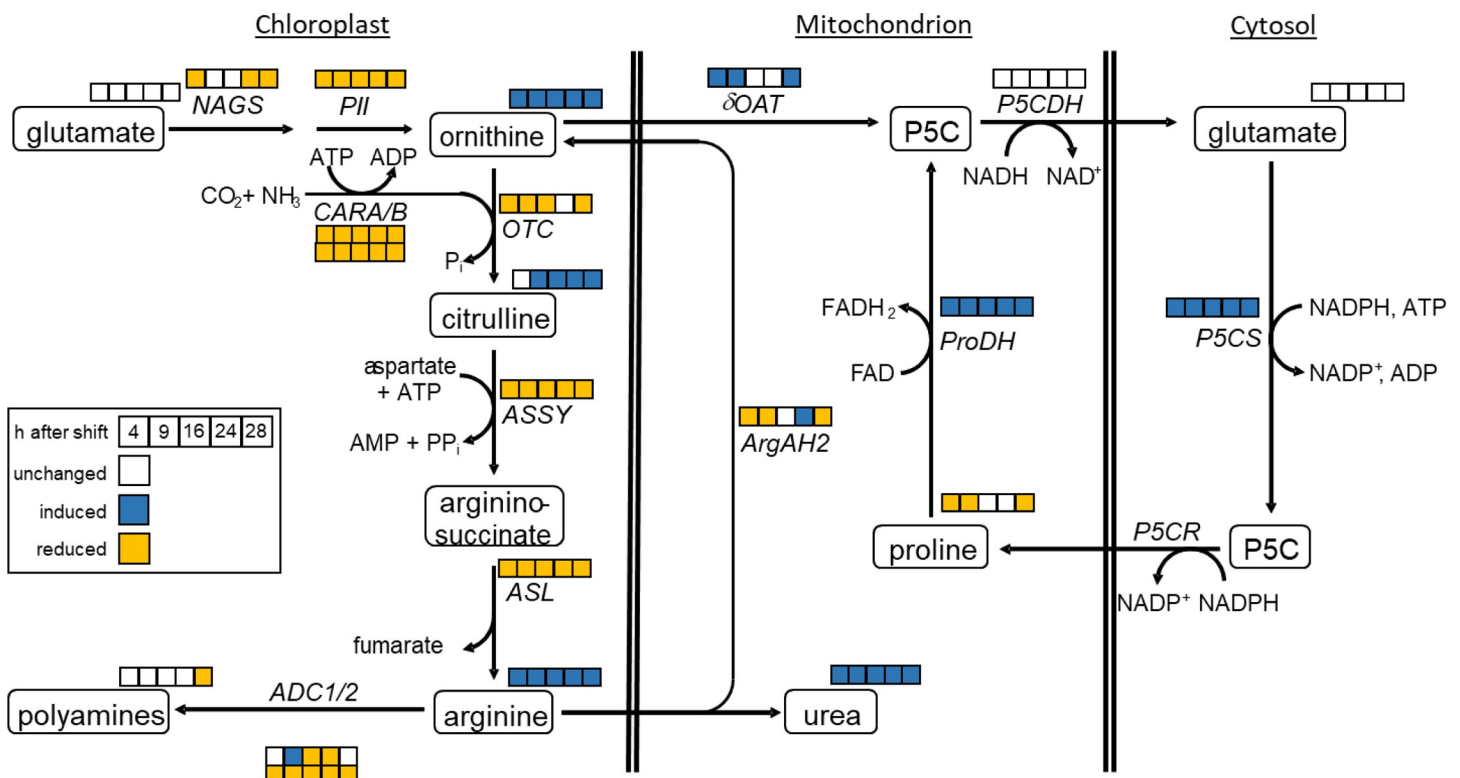 Chloroplast
Mitochondrion
Cytosol
glutamate
NAGS
PII
ornithine
δOAT
P5C
P5CDH
glutamate
ATP
ADP
NADH
NAD+
CO2+ NH3
CARA/B
OTC
Pi
citrulline
FADH2
ProDH
FAD
P5CS
NADPH, ATP
NADP+, ADP
aspartate
+ ATP
ASSY
AMP + PPi
ArgAH2
h after shift
4
9
16
24
28
unchanged
induced
reduced
arginino-
succinate
proline
P5CR
P5C
NADP+
NADPH
ASL
fumarate
polyamines
ADC1/2
arginine
urea